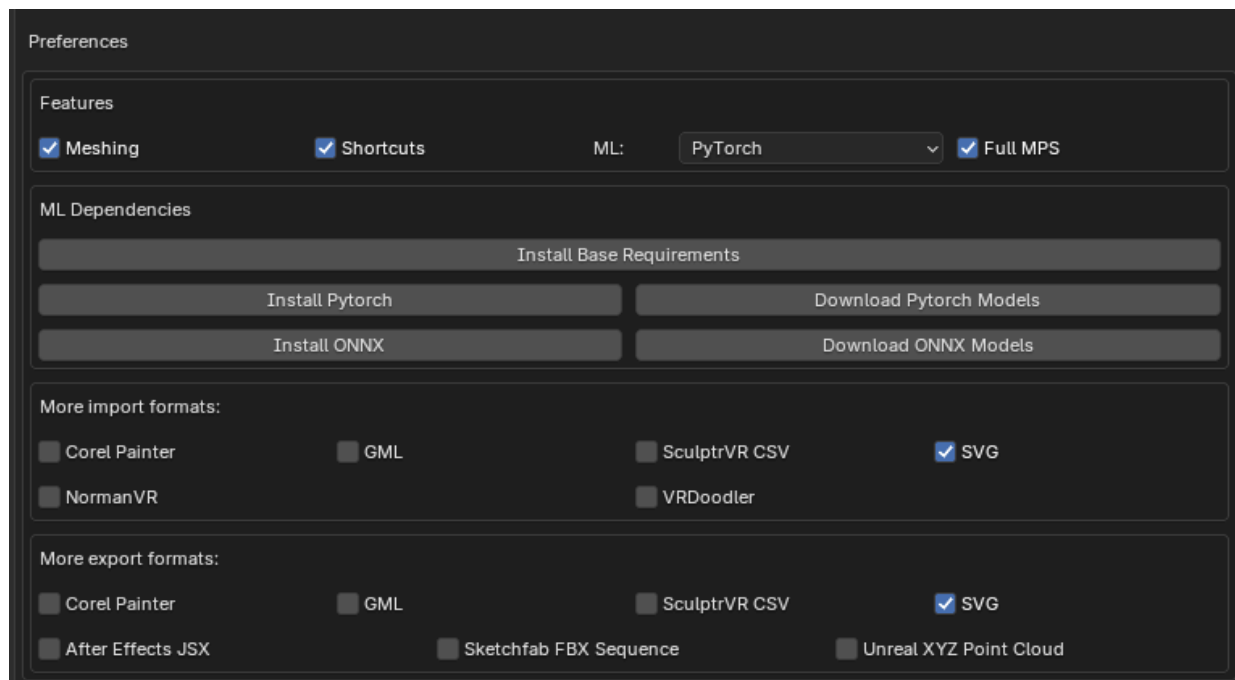 Preferences
Features
Meshing Shortcuts ML: PyTorch Full MPS
ML Dependencies
Install Base Requirements
Install Pytorch Download Pytorch Models
Install ONNX Download ONNX Models
More import formats:
Corel Painter GML SculptrVR CSV SVG
NormanVR VRDoodler
More export formats:
Corel Painter GML SculptrVR CSV SVG
After Effects JSX Sketchfab FBX Sequence Unreal XYZ Point Cloud